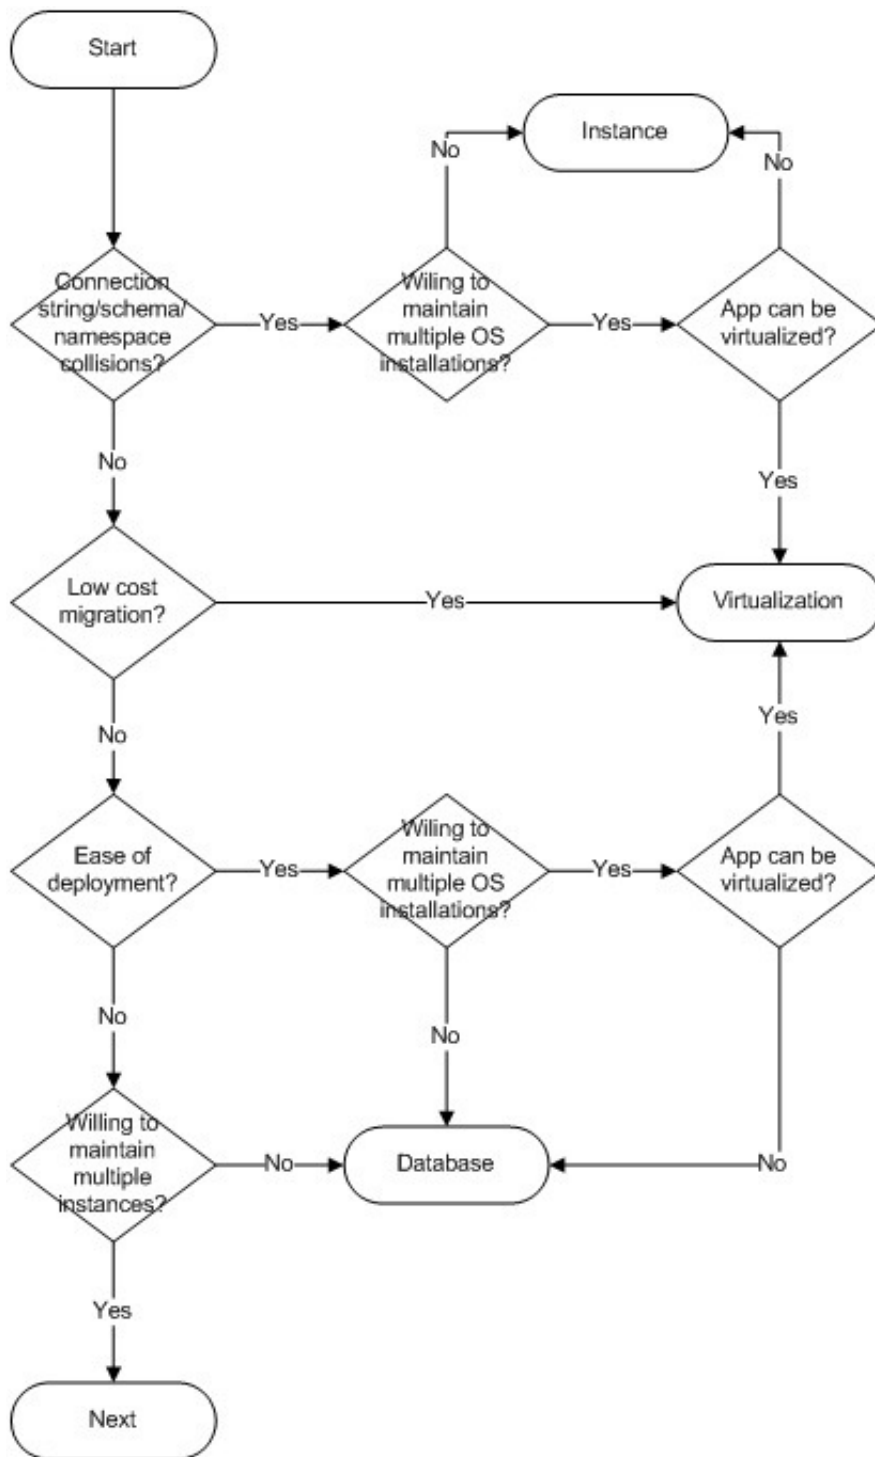 Start
Instance
No
No
Connection
string/schema/
namespace
collisions?
Yes
Wiling to
maintain
multiple OS
installations?
Yes
App can be
virtualized?
No
Yes
Low cost
migration?
Yes
Virtualization
No
Yes
Ease of
deployment?
Yes
Wiling to
maintain
multiple OS
installations?
Yes
App can be
virtualized?
No
No
Willing to
maintain
multiple
instances?
No
Database
No
Yes
Next